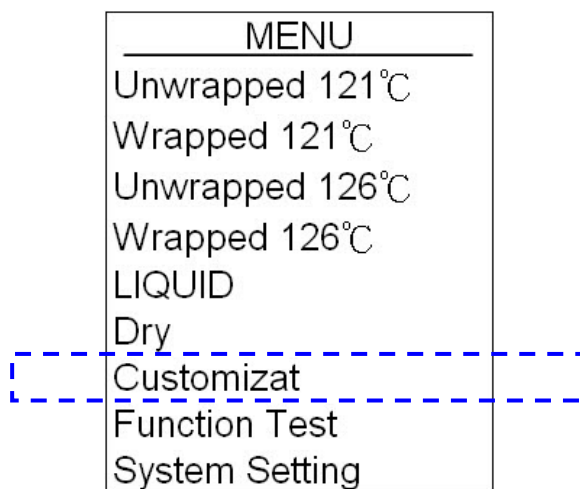 MENU
Unwrapped 121℃
Wrapped 121℃
Unwrapped 126℃
Wrapped 126℃
LIQUID
Dry
Customizat
Function Test
System Setting